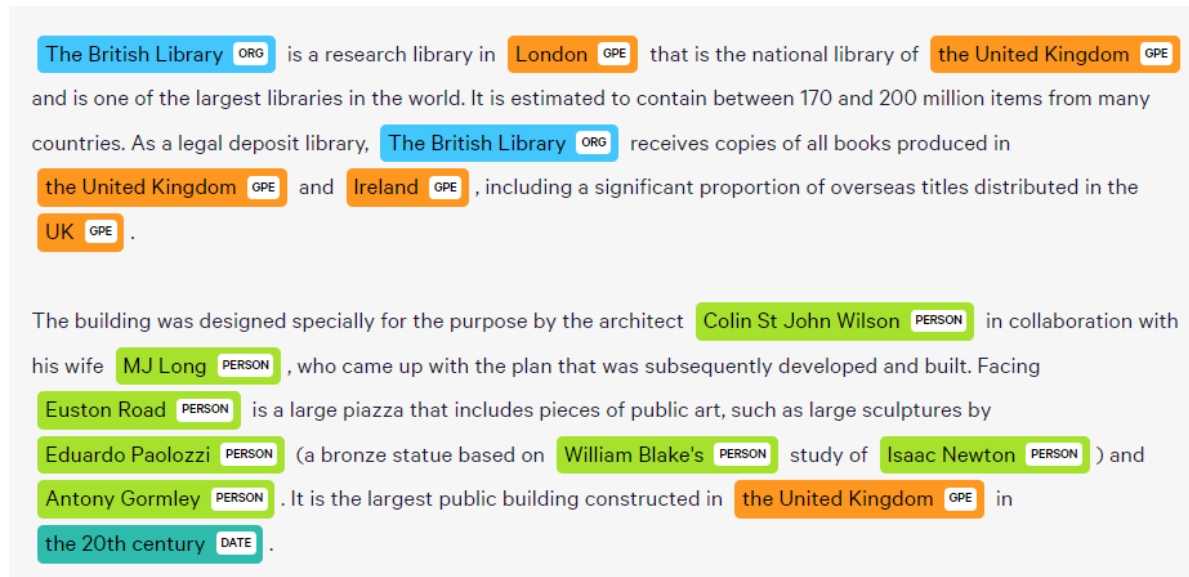 The British Library ORG is a research library in London GPE that is the national library of the United Kingdom GPE
and is one of the largest libraries in the world. It is estimated to contain between 170 and 200 million items from many
countries. As a legal deposit library, The British Library ORG receives copies of all books produced in
the United Kingdom GPE and Ireland GPE , including a significant proportion of overseas titles distributed in the
UK GPE .
The building was designed specially for the purpose by the architect Colin St John Wilson PERSON in collaboration with
his wife MJ Long PERSON , who came up with the plan that was subsequently developed and built. Facing
Euston Road PERSON is a large piazza that includes pieces of public art, such as large sculptures by
Eduardo Paolozzi PERSON (a bronze statue based on William Blake's PERSON study of Isaac Newton PERSON ) and
Antony Gormley PERSON . It is the largest public building constructed in the United Kingdom GPE in
the 20th century DATE .